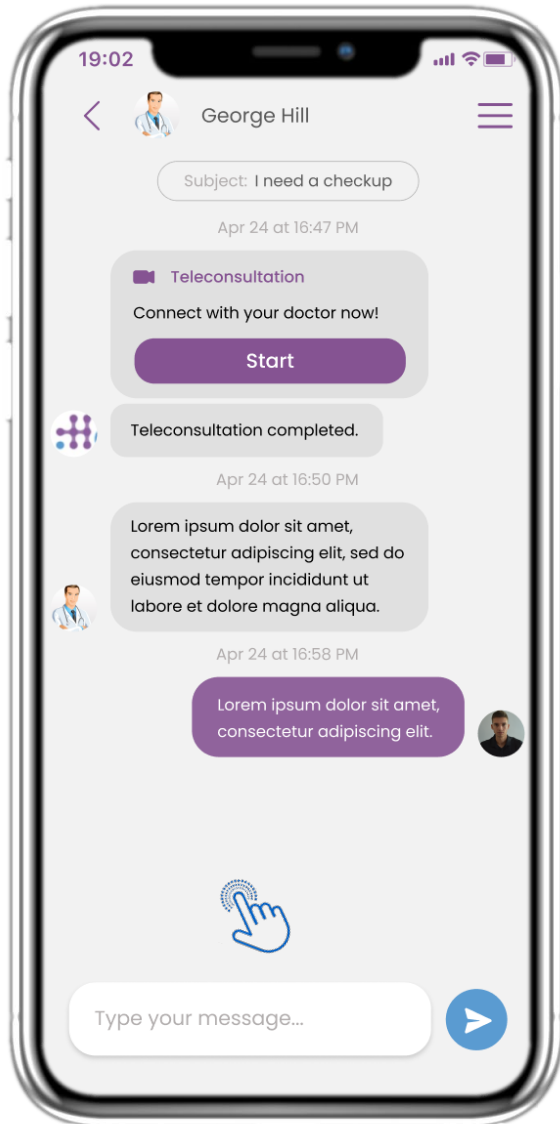 19:02
George Hill
Subject: I need a checkup
Apr 24 at 16:47 PM
Teleconsultation
Connect with your doctor now!
Start
Teleconsultation completed.
Apr 24 at 16:50 PM
Lorem ipsum dolor sit amet,
consectetur adipiscing elit, sed do
eiusmod tempor incididunt ut
labore et dolore magna aliqua.
Apr 24 at 16:58 PM
Lorem ipsum dolor sit amet,
consectetur adipiscing elit.
Type your message...